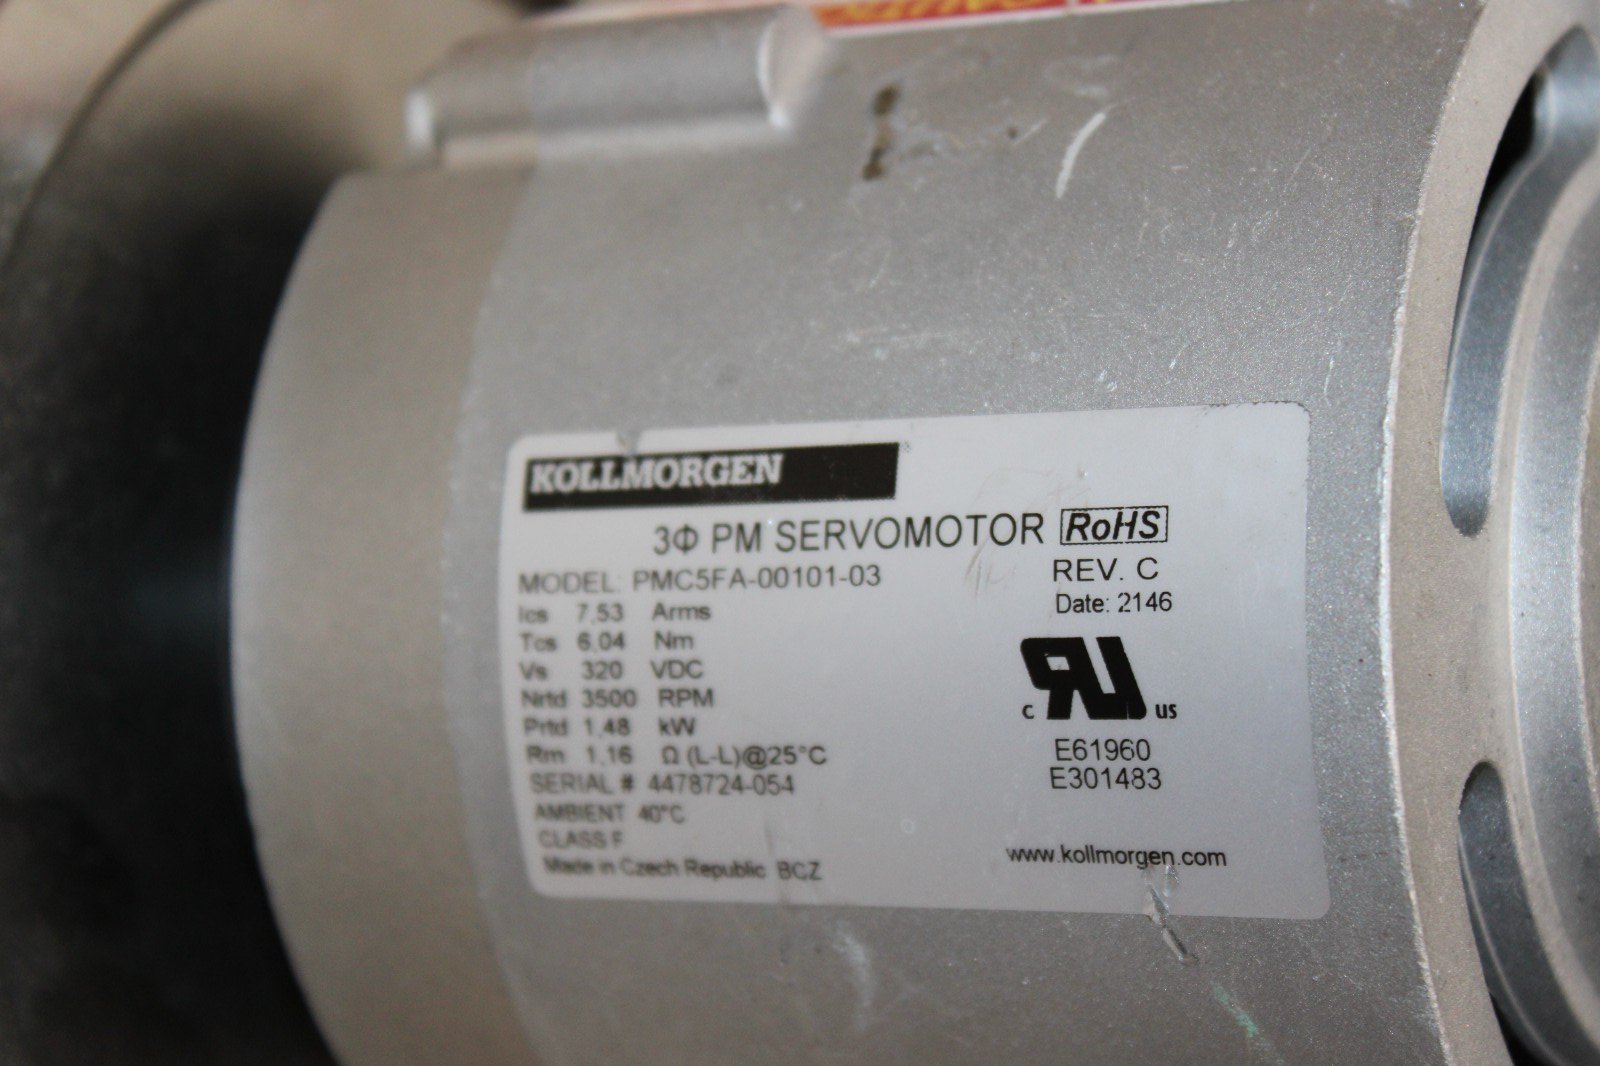 KOLLMORGEN
3Φ PM SERVOMOTOR RoHS
MODEL: PMC5FA-00101-03 REV. C
Date: 2146
Ics 7,53 Arms
Tcs 6,04 Nm
Vs 320 VDC
Nrtd 3500 RPM
Prtd 1,48 kW
Rm 1,16 Ω (L-L)@25°C
SERIAL # 4478724-054
AMBIENT 40°C
CLASS F
Made in Czech Republic BCZ
c RU us
E61960
E301483
www.kollmorgen.com